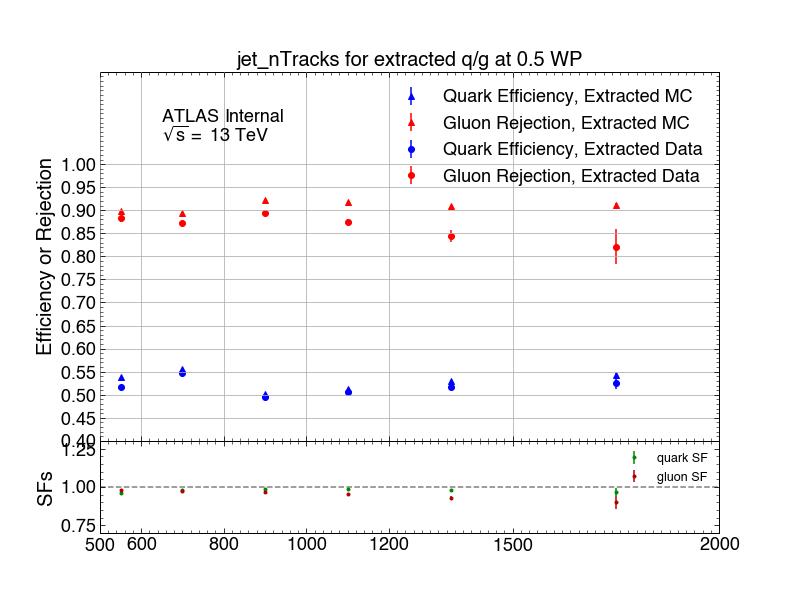 jet_nTracks for extracted q/g at 0.5 WP
ATLAS Internal
√s = 13 TeV
Quark Efficiency, Extracted MC
Gluon Rejection, Extracted MC
Quark Efficiency, Extracted Data
Gluon Rejection, Extracted Data
Efficiency or Rejection
1.00
0.95
0.90
0.85
0.80
0.75
0.70
0.65
0.60
0.55
0.50
0.45
0.40
SFs
1.25
1.00
0.75
quark SF
gluon SF
500 600 800 1000 1200 1500 2000